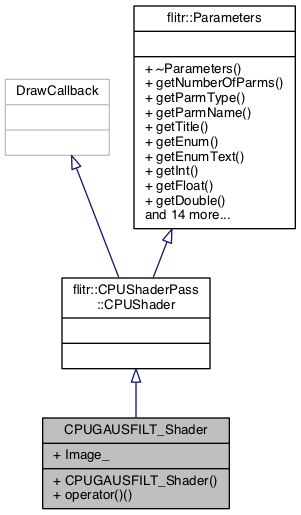 flitr::Parameters
+ ~Parameters()
+ getNumberOfParms()
+ getParmType()
+ getParmName()
+ getTitle()
+ getEnum()
+ getEnumText()
+ getInt()
+ getFloat()
+ getDouble()
and 14 more...
DrawCallback
flitr::CPUShaderPass
::CPUShader
CPUGAUSFILT_Shader
+ Image_
+ CPUGAUSFILT_Shader()
+ operator()()